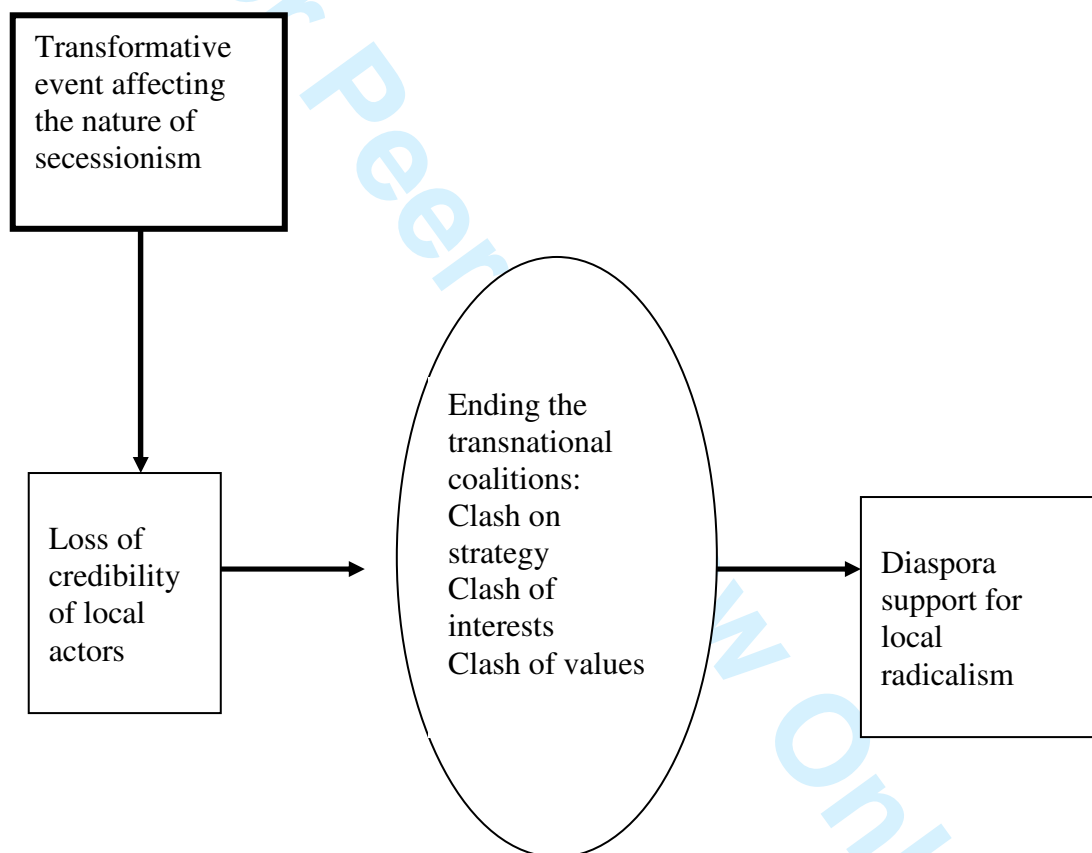 Transformative
event affecting
the nature of
secessionism
Loss of
credibility
of local
actors
Ending the
transnational
coalitions:
Clash on
strategy
Clash of
interests
Clash of values
Diaspora
support for
local
radicalism
Peer